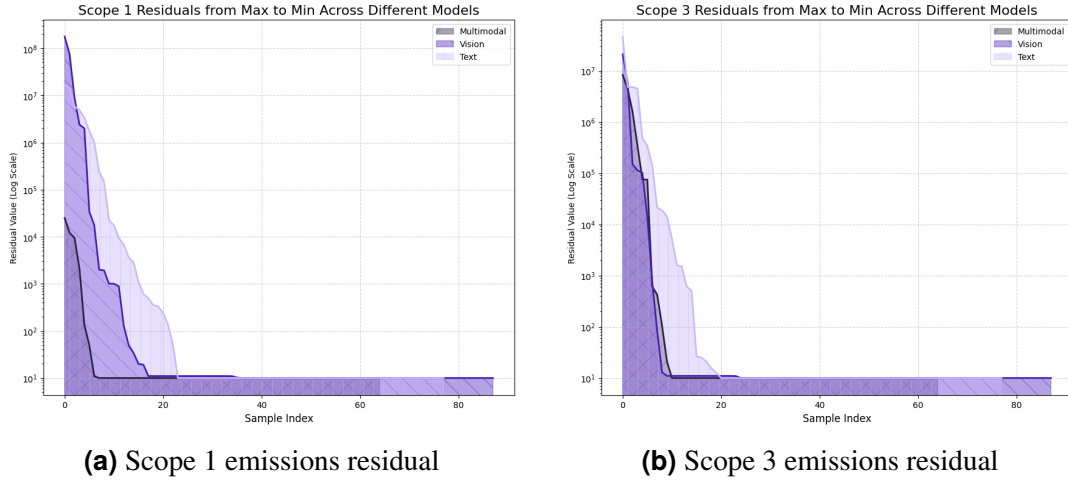 Scope 1 Residuals from Max to Min Across Different Models
Multimodal
Vision
Text
Residual Value (Log Scale)
10⁸
10⁷
10⁶
10⁵
10⁴
10³
10²
10¹
0
20
40
60
80
Sample Index
(a) Scope 1 emissions residual
Scope 3 Residuals from Max to Min Across Different Models
Multimodal
Vision
Text
Residual Value (Log Scale)
10⁷
10⁶
10⁵
10⁴
10³
10²
10¹
0
20
40
60
80
Sample Index
(b) Scope 3 emissions residual